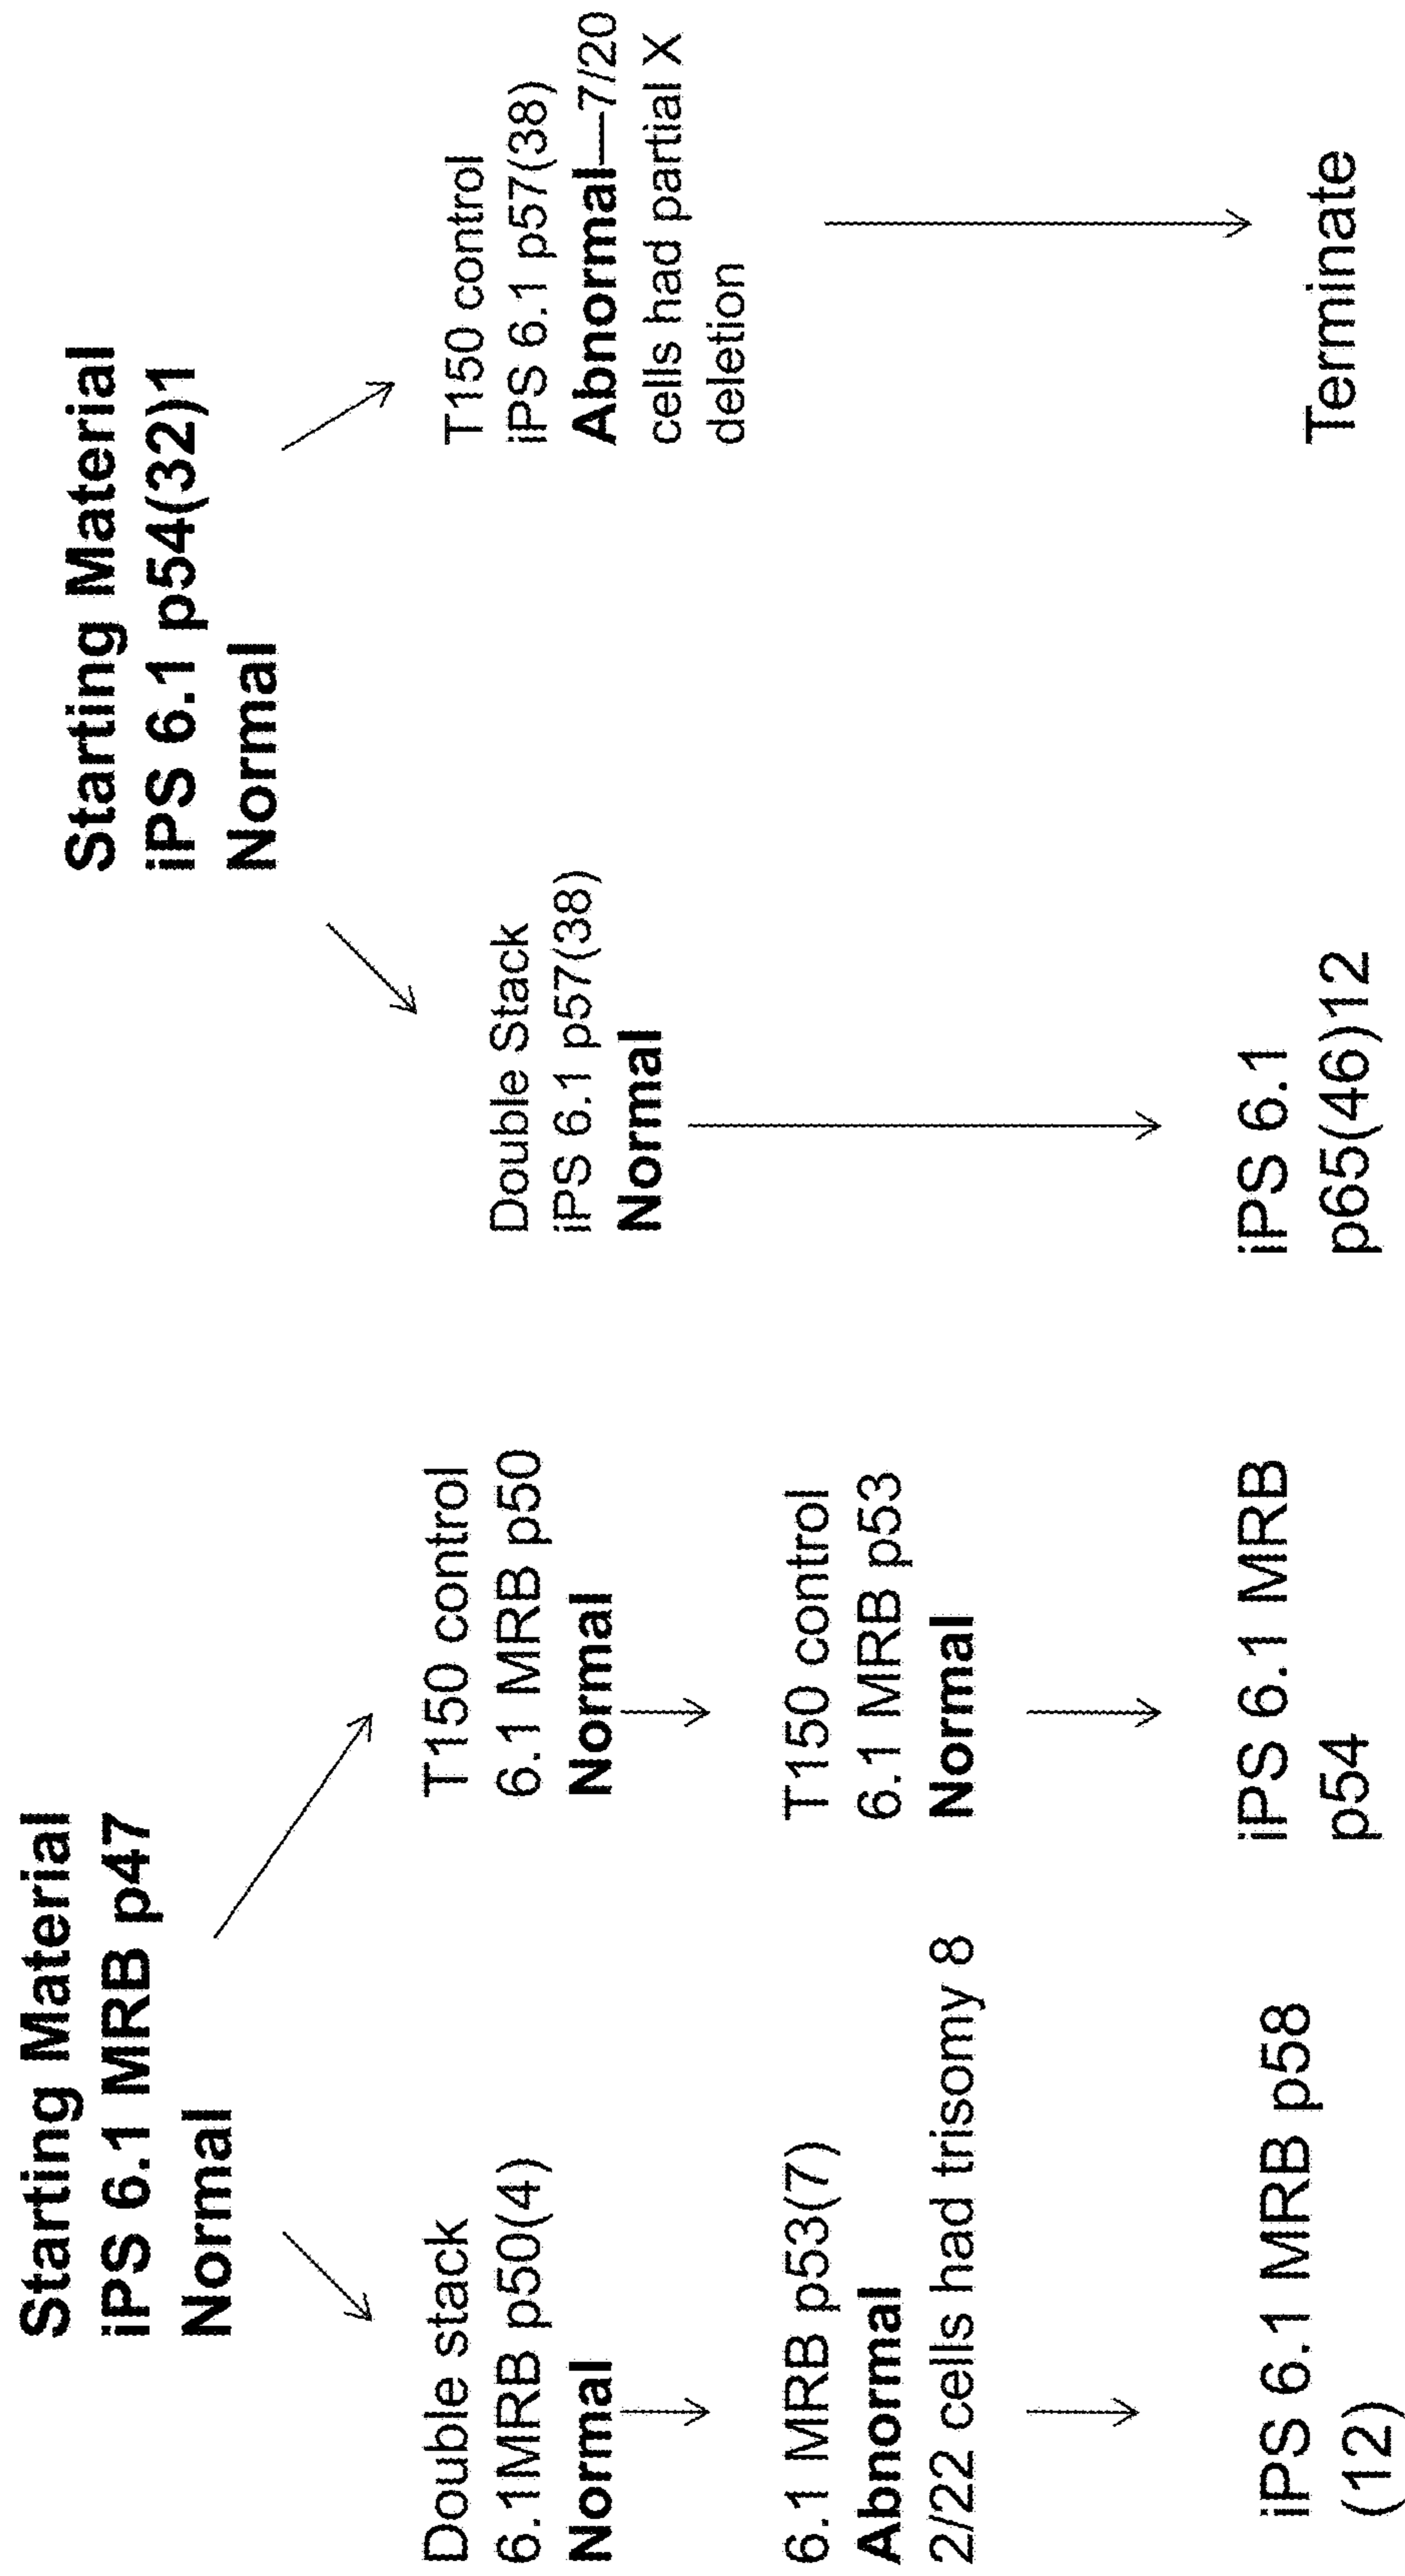 Starting Material
iPS 6.1 MRB p47
Normal
Double stack
6.1MRB p50(4)
Normal
6.1 MRB p53(7)
Abnormal
2/22 cells had trisomy 8
iPS 6.1 MRB p58
(12)
T150 control
6.1 MRB p50
Normal
T150 control
6.1 MRB p53
Normal
iPS 6.1 MRB
p54
Starting Material
iPS 6.1 p54(32)1
Normal
Double Stack
iPS 6.1 p57(38)
Normal
iPS 6.1
p65(46)12
T150 control
iPS 6.1 p57(38)
Abnormal—7/20
cells had partial X
deletion
Terminate